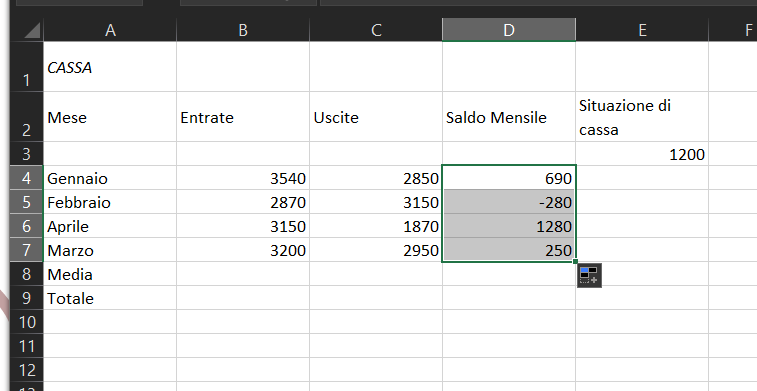 A B C D E F
1 CASSA
2 Mese Entrate Uscite Saldo Mensile Situazione di
cassa
3 1200
4 Gennaio 3540 2850 690
5 Febbraio 2870 3150 -280
6 Aprile 3150 1870 1280
7 Marzo 3200 2950 250
8 Media
9 Totale
10
11
12